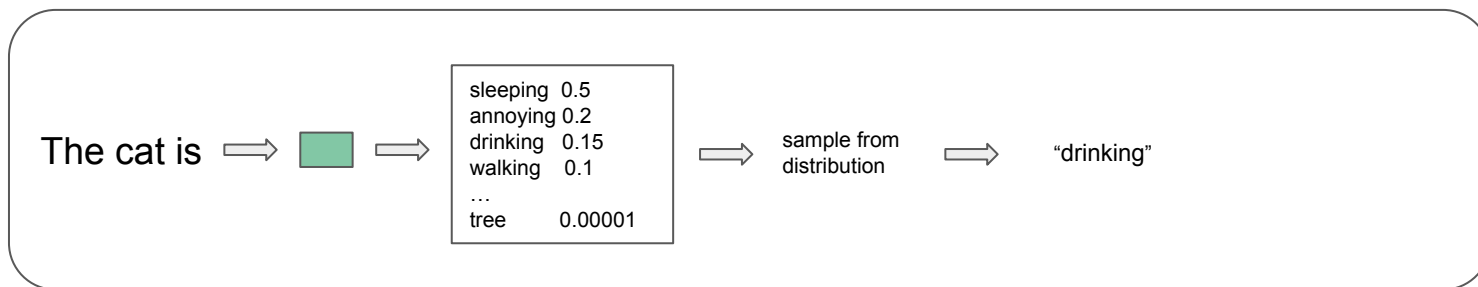 The cat is
sleeping 0.5
annoying 0.2
drinking 0.15
walking 0.1
…
tree 0.00001
sample from
distribution
“drinking”